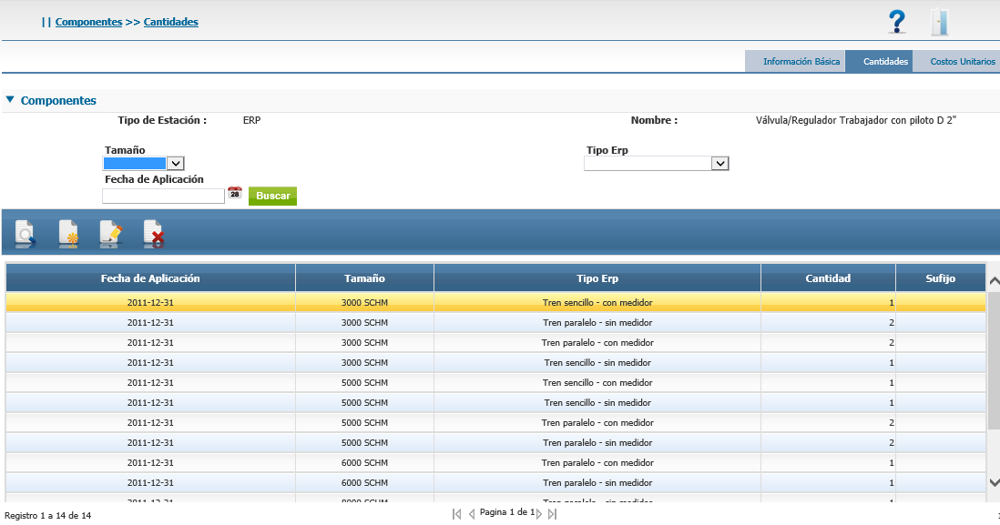 || Componentes >> Cantidades
Información Básica Cantidades Costos Unitarios
Componentes
Tipo de Estación : ERP Nombre : Válvula/Regulador Trabajador con piloto D 2"
Tamaño Tipo Erp
Fecha de Aplicación
28 Buscar
Fecha de Aplicación Tamaño Tipo Erp Cantidad Sufijo
2011-12-31 3000 SCHM Tren sencillo - con medidor 1
2011-12-31 3000 SCHM Tren paralelo - sin medidor 2
2011-12-31 3000 SCHM Tren paralelo - con medidor 2
2011-12-31 3000 SCHM Tren sencillo - sin medidor 1
2011-12-31 5000 SCHM Tren sencillo - con medidor 1
2011-12-31 5000 SCHM Tren sencillo - sin medidor 1
2011-12-31 5000 SCHM Tren paralelo - con medidor 2
2011-12-31 5000 SCHM Tren paralelo - sin medidor 2
2011-12-31 6000 SCHM Tren paralelo - con medidor 1
2011-12-31 6000 SCHM Tren paralelo - sin medidor 1
Registro 1 a 14 de 14 Pagina 1 de 1